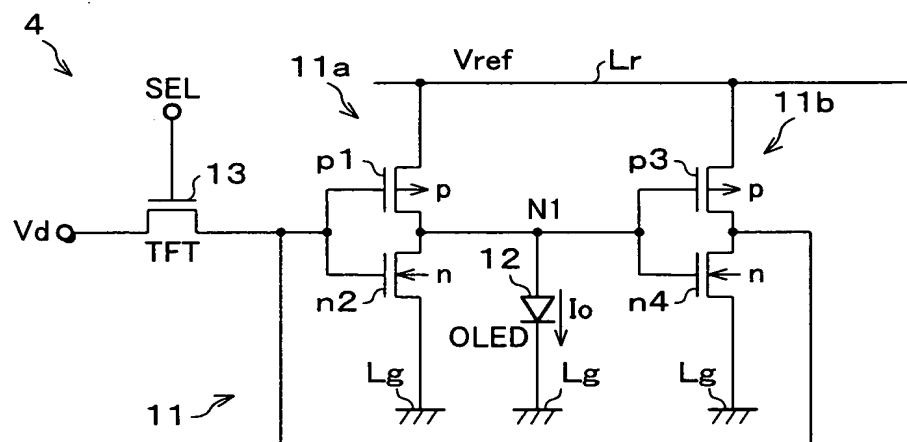 4
SEL
11a
Vref
Lr
11b
13
p1
p
p3
p
Vd
TFT
N1
n2
n
12
Io
OLED
n4
n
Lg
Lg
Lg
11